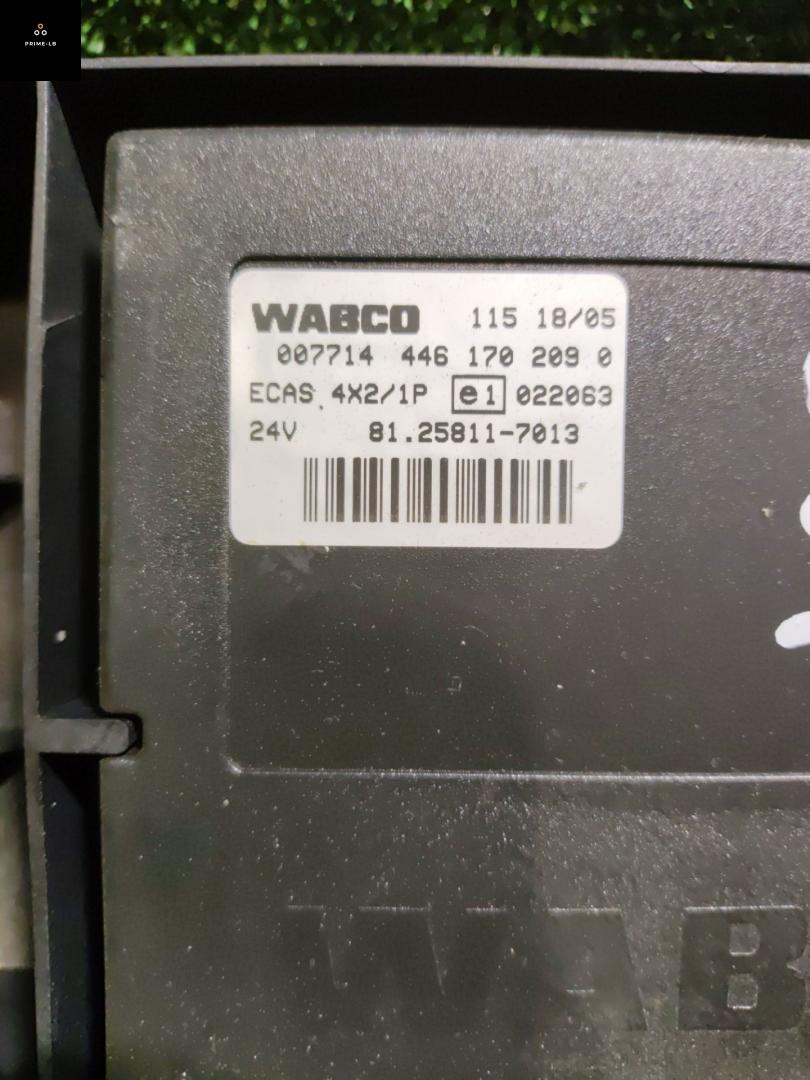 PRIME-LB
WABCO 115 18/05
007714 446 170 209 0
ECAS 4X2/1P e1 022063
24V 81.25811-7013
WAB